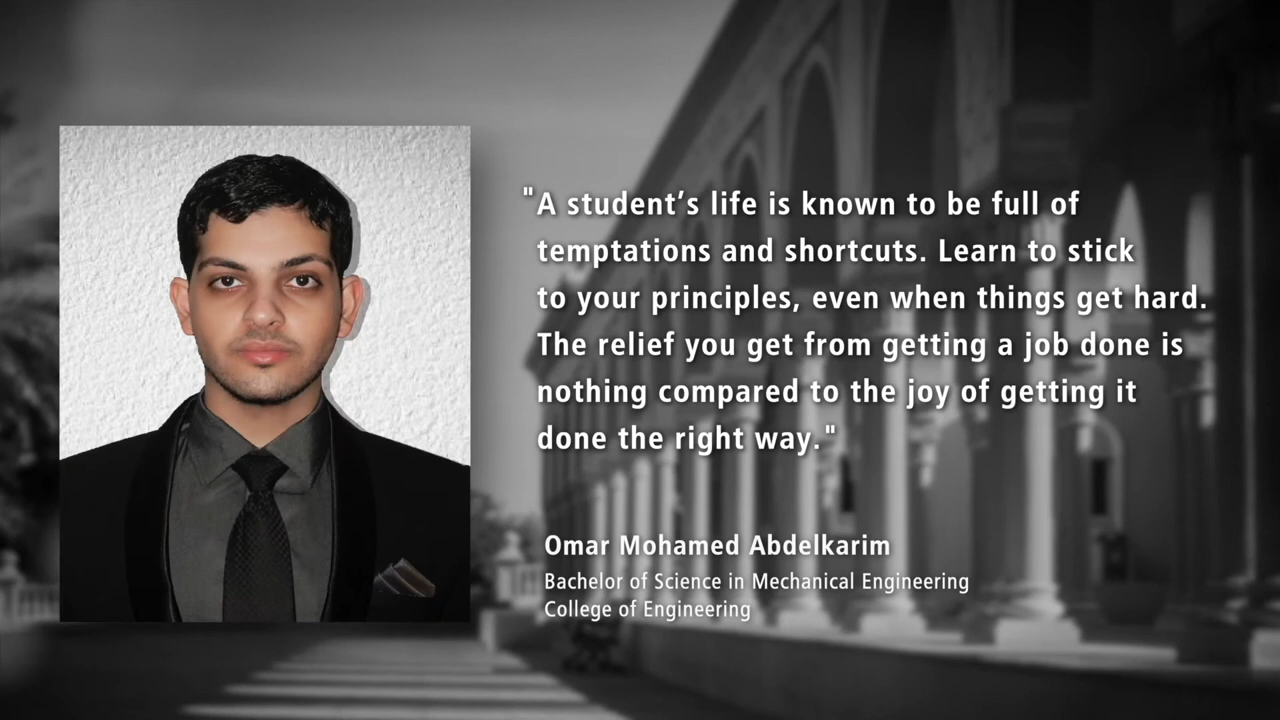 "A student’s life is known to be full of
temptations and shortcuts. Learn to stick
to your principles, even when things get hard.
The relief you get from getting a job done is
nothing compared to the joy of getting it
done the right way."
Omar Mohamed Abdelkarim
Bachelor of Science in Mechanical Engineering
College of Engineering